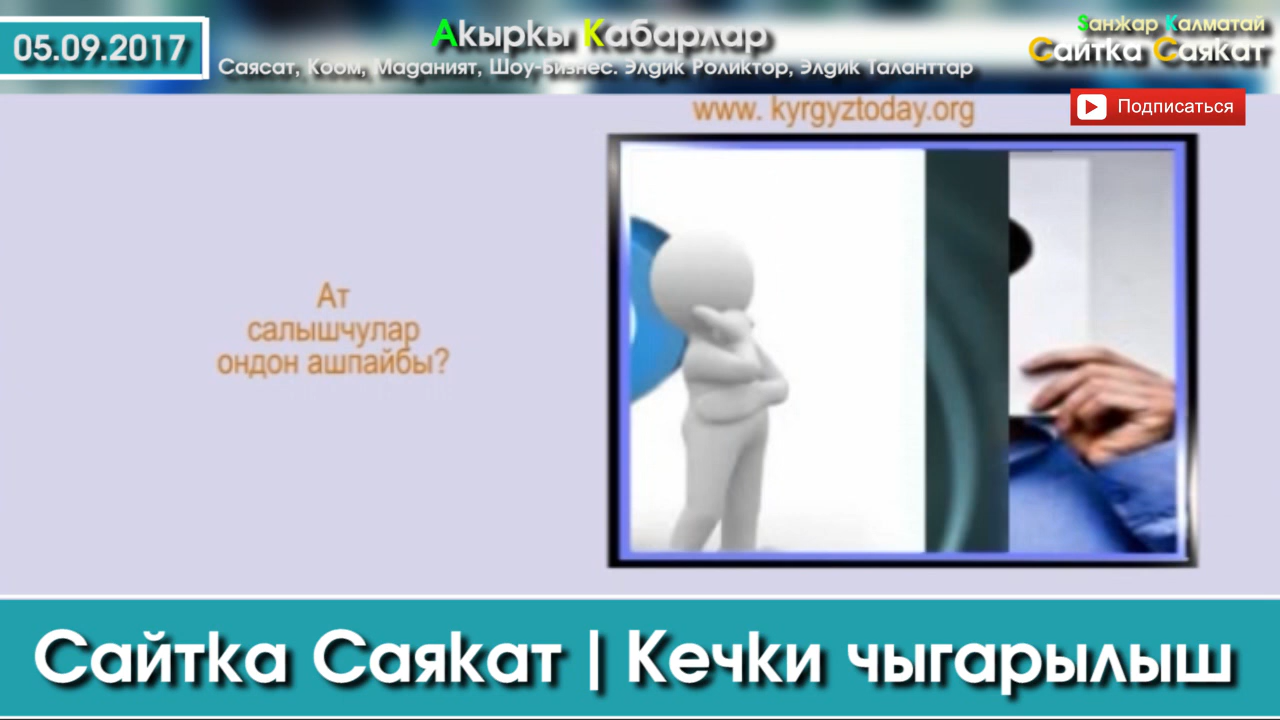 05.09.2017
Акыркы Кабарлар
Саясат, Коом, Маданият, Шоу-Бизнес. Элдик Роликтор, Элдик Таланттар
Sанжар Калматай
Сайтка Саякат
www. kyrgyztoday.org
Подписаться
Ат
салышчулар
ондон ашпайбы?
Сайтка Саякат | Кечки чыгарылыш